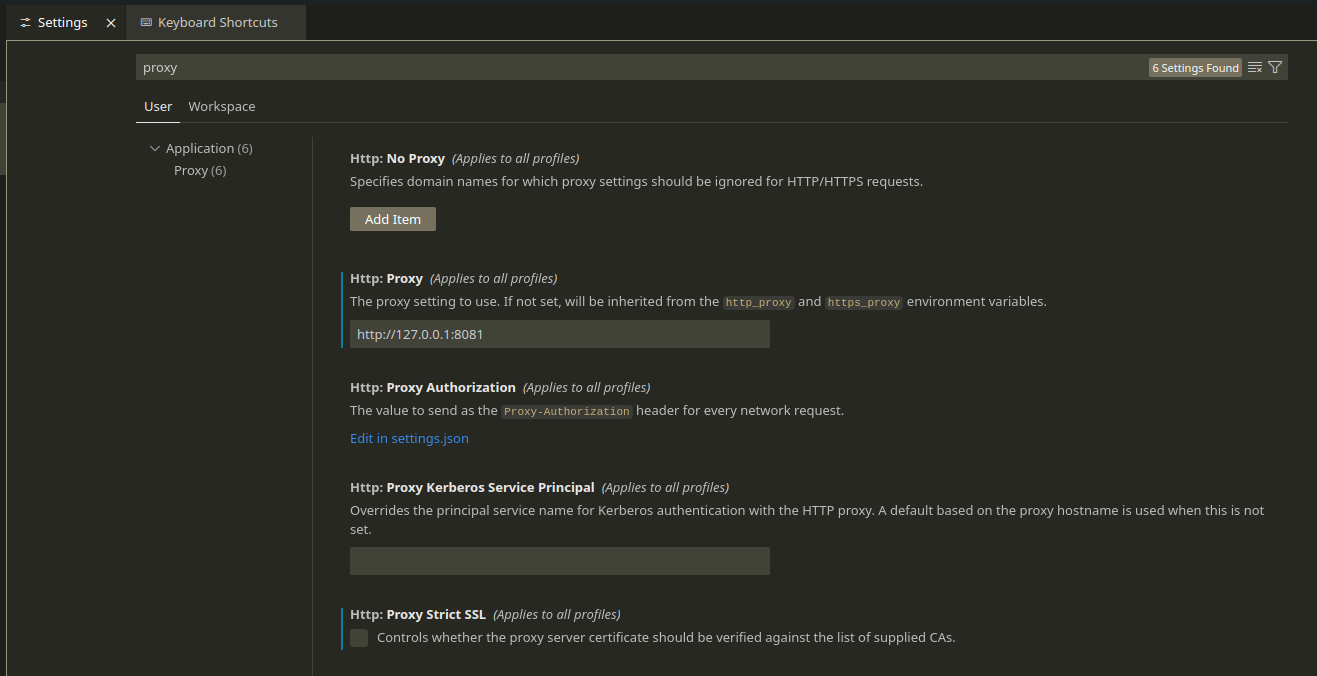 Settings
Keyboard Shortcuts
proxy
6 Settings Found
User
Workspace
Application (6)
Proxy (6)
Http: No Proxy (Applies to all profiles)
Specifies domain names for which proxy settings should be ignored for HTTP/HTTPS requests.
Add Item
Http: Proxy (Applies to all profiles)
The proxy setting to use. If not set, will be inherited from the http_proxy and https_proxy environment variables.
http://127.0.0.1:8081
Http: Proxy Authorization (Applies to all profiles)
The value to send as the Proxy-Authorization header for every network request.
Edit in settings.json
Http: Proxy Kerberos Service Principal (Applies to all profiles)
Overrides the principal service name for Kerberos authentication with the HTTP proxy. A default based on the proxy hostname is used when this is not
set.
Http: Proxy Strict SSL (Applies to all profiles)
Controls whether the proxy server certificate should be verified against the list of supplied CAs.